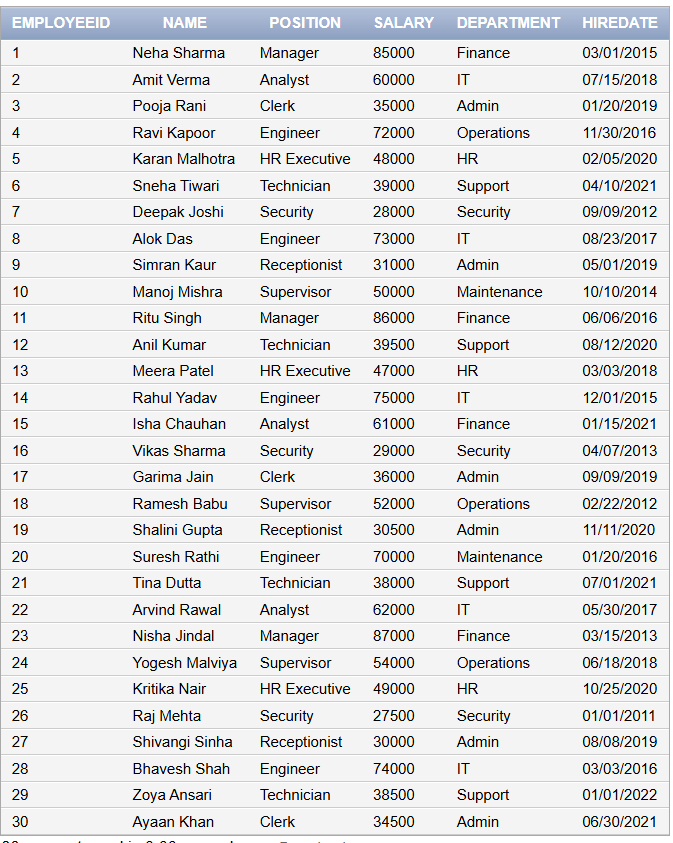 EMPLOYEEID NAME POSITION SALARY DEPARTMENT HIREDATE
1 Neha Sharma Manager 85000 Finance 03/01/2015
2 Amit Verma Analyst 60000 IT 07/15/2018
3 Pooja Rani Clerk 35000 Admin 01/20/2019
4 Ravi Kapoor Engineer 72000 Operations 11/30/2016
5 Karan Malhotra HR Executive 48000 HR 02/05/2020
6 Sneha Tiwari Technician 39000 Support 04/10/2021
7 Deepak Joshi Security 28000 Security 09/09/2012
8 Alok Das Engineer 73000 IT 08/23/2017
9 Simran Kaur Receptionist 31000 Admin 05/01/2019
10 Manoj Mishra Supervisor 50000 Maintenance 10/10/2014
11 Ritu Singh Manager 86000 Finance 06/06/2016
12 Anil Kumar Technician 39500 Support 08/12/2020
13 Meera Patel HR Executive 47000 HR 03/03/2018
14 Rahul Yadav Engineer 75000 IT 12/01/2015
15 Isha Chauhan Analyst 61000 Finance 01/15/2021
16 Vikas Sharma Security 29000 Security 04/07/2013
17 Garima Jain Clerk 36000 Admin 09/09/2019
18 Ramesh Babu Supervisor 52000 Operations 02/22/2012
19 Shalini Gupta Receptionist 30500 Admin 11/11/2020
20 Suresh Rathi Engineer 70000 Maintenance 01/20/2016
21 Tina Dutta Technician 38000 Support 07/01/2021
22 Arvind Rawal Analyst 62000 IT 05/30/2017
23 Nisha Jindal Manager 87000 Finance 03/15/2013
24 Yogesh Malviya Supervisor 54000 Operations 06/18/2018
25 Kritika Nair HR Executive 49000 HR 10/25/2020
26 Raj Mehta Security 27500 Security 01/01/2011
27 Shivangi Sinha Receptionist 30000 Admin 08/08/2019
28 Bhavesh Shah Engineer 74000 IT 03/03/2016
29 Zoya Ansari Technician 38500 Support 01/01/2022
30 Ayaan Khan Clerk 34500 Admin 06/30/2021